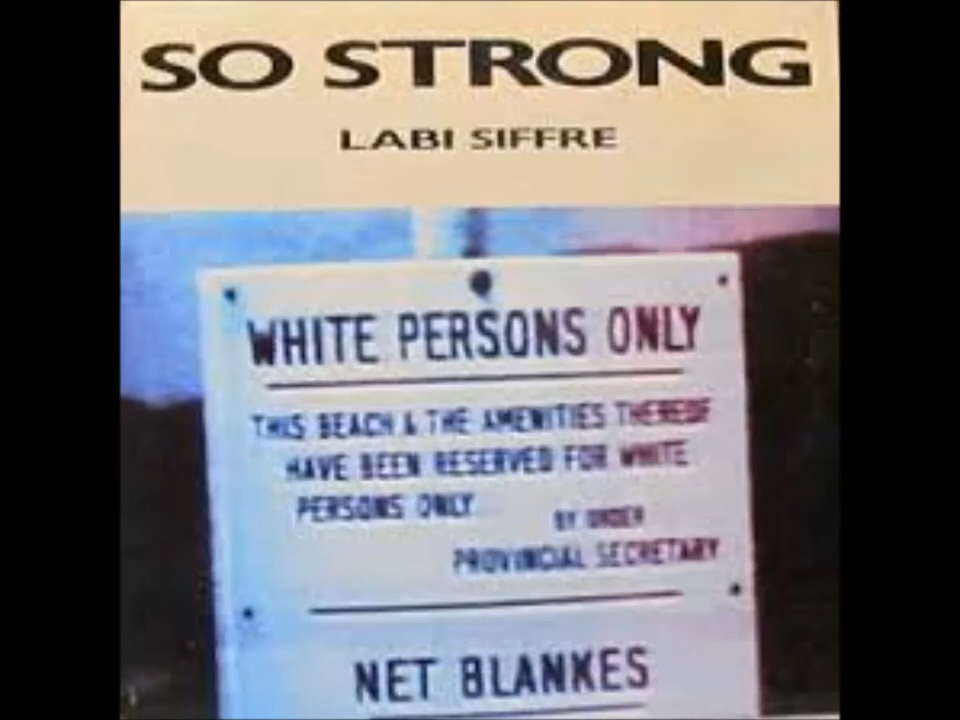 SO STRONG
LABI SIFFRE
WHITE PERSONS ONLY
THIS BEACH & THE AMENITIES THEREOF
HAVE BEEN RESERVED FOR WHITE
PERSONS ONLY
BY ORDER
PROVINCIAL SECRETARY
NET BLANKES